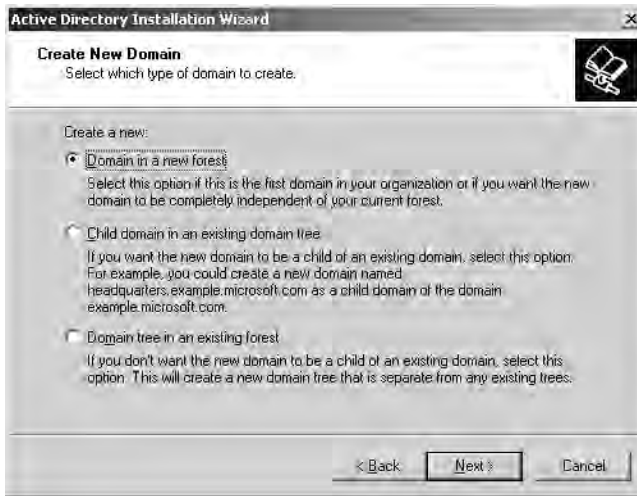 Active Directory Installation Wizard
Create New Domain
Select which type of domain to create.
Create a new:
Domain in a new forest
Select this option if this is the first domain in your organization or if you want the new
domain to be completely independent of your current forest.
Child domain in an existing domain tree
If you want the new domain to be a child of an existing domain, select this option.
For example, you could create a new domain named
headquarters.example.microsoft.com as a child domain of the domain
example.microsoft.com.
Domain tree in an existing forest
If you don't want the new domain to be a child of an existing domain, select this
option. This will create a new domain tree that is separate from any existing trees.
< Back Next > Cancel